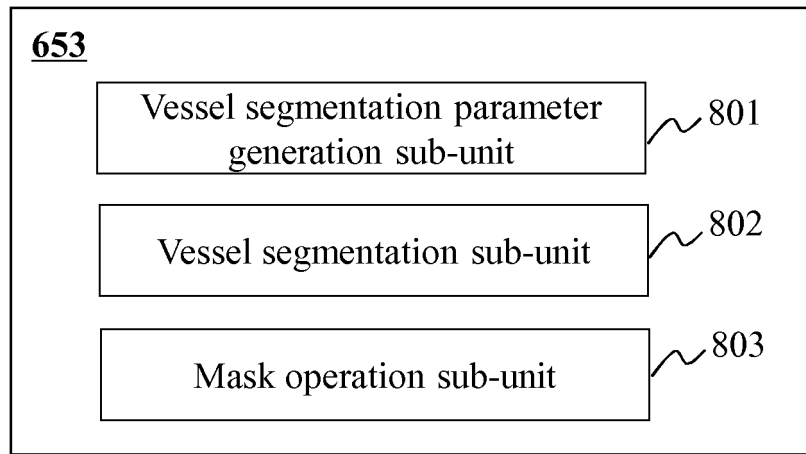 653
Vessel segmentation parameter
generation sub-unit
801
Vessel segmentation sub-unit
802
Mask operation sub-unit
803